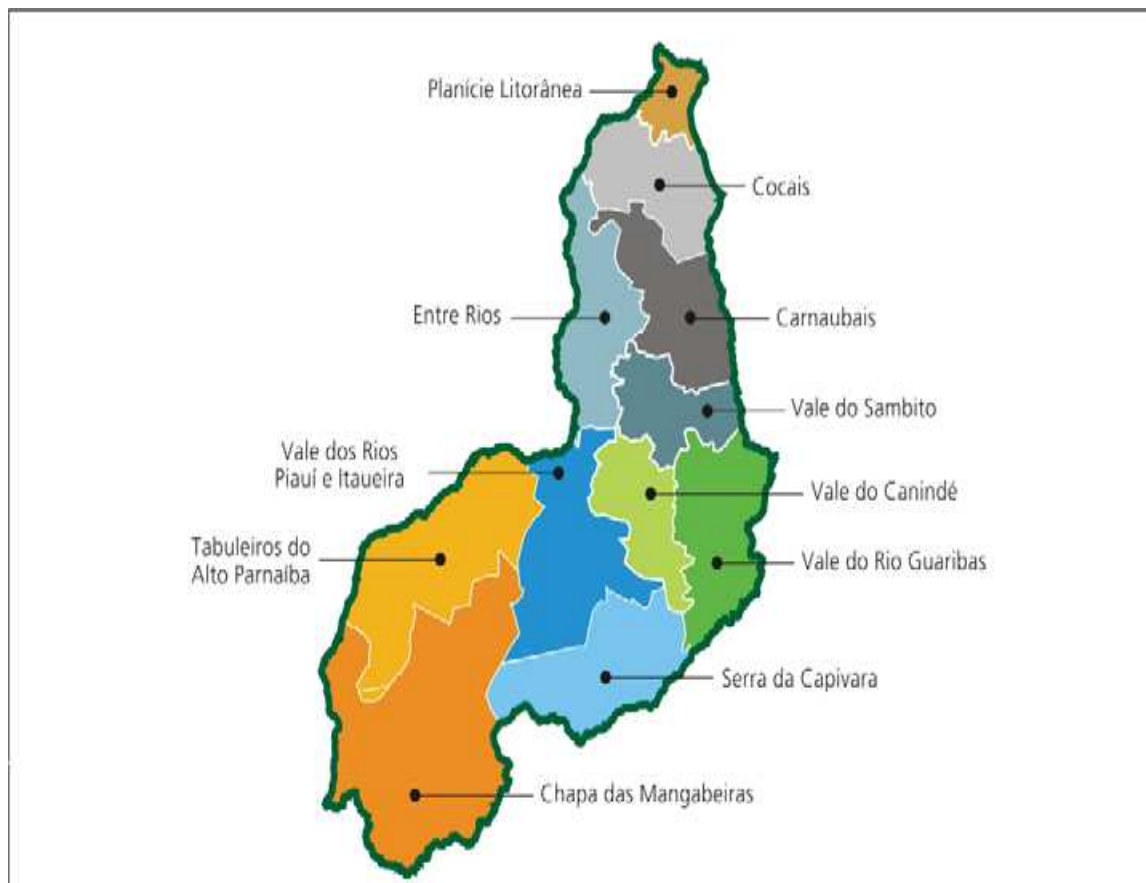 Planície Litorânea
Cocais
Entre Rios
Carnaubais
Vale do Sambito
Vale dos Rios
Piauí e Itaueira
Vale do Canindé
Tabuleiros do
Alto Parnaíba
Vale do Rio Guaribas
Serra da Capivara
Chapa das Mangabeiras